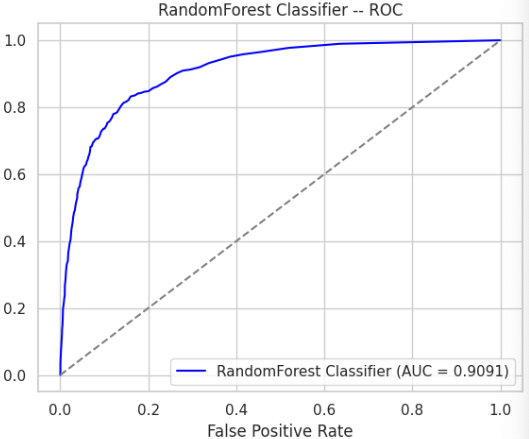 RandomForest Classifier -- ROC
1.0
0.8
0.6
0.4
0.2
0.0
RandomForest Classifier (AUC = 0.9091)
0.0 0.2 0.4 0.6 0.8 1.0
False Positive Rate